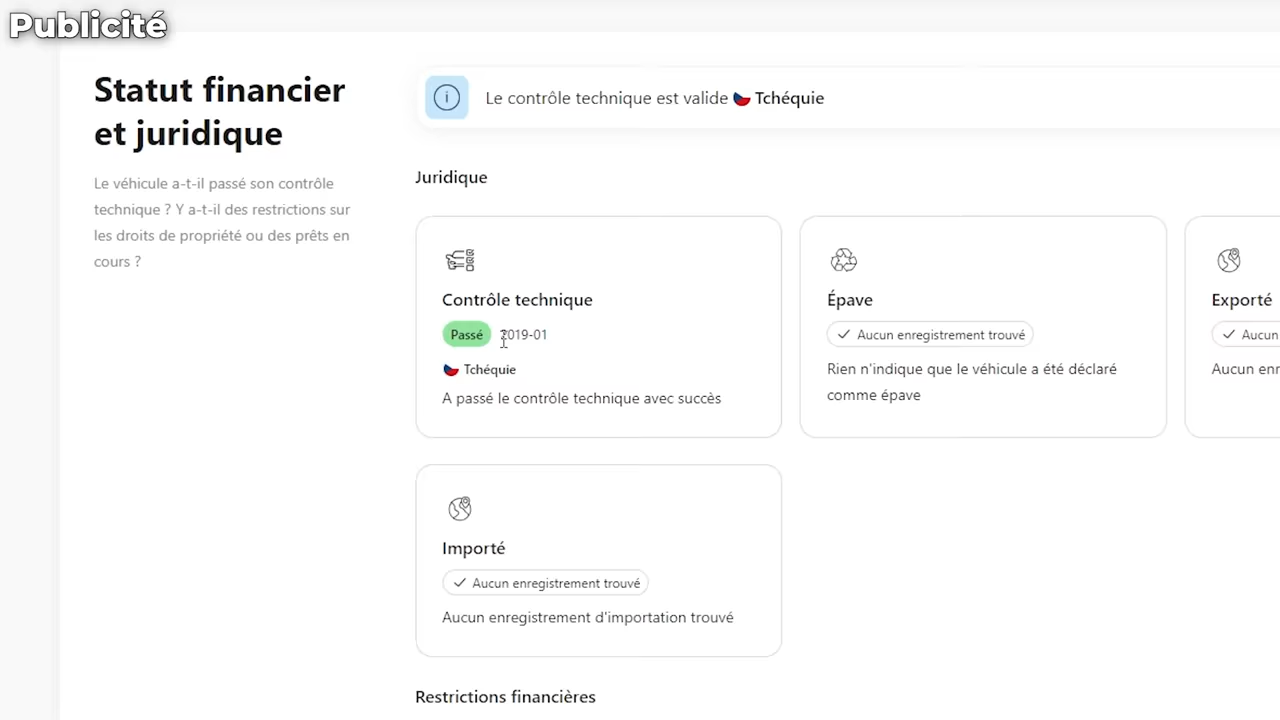 Publicité
Statut financier
et juridique
Le véhicule a-t-il passé son contrôle
technique ? Y a-t-il des restrictions sur
les droits de propriété ou des prêts en
cours ?
Le contrôle technique est valide Tchéquie
Juridique
Contrôle technique
Passé 2019-01
Tchéquie
A passé le contrôle technique avec succès
Épave
Aucun enregistrement trouvé
Rien n'indique que le véhicule a été déclaré
comme épave
Exporté
Aucun
Aucun enr
Importé
Aucun enregistrement trouvé
Aucun enregistrement d'importation trouvé
Restrictions financières